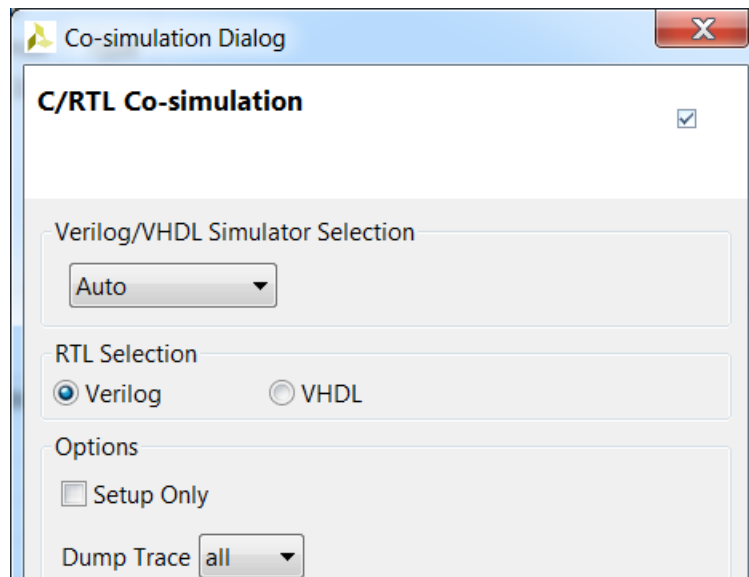 Co-simulation Dialog
C/RTL Co-simulation
Verilog/VHDL Simulator Selection
Auto
RTL Selection
Verilog VHDL
Options
Setup Only
Dump Trace all